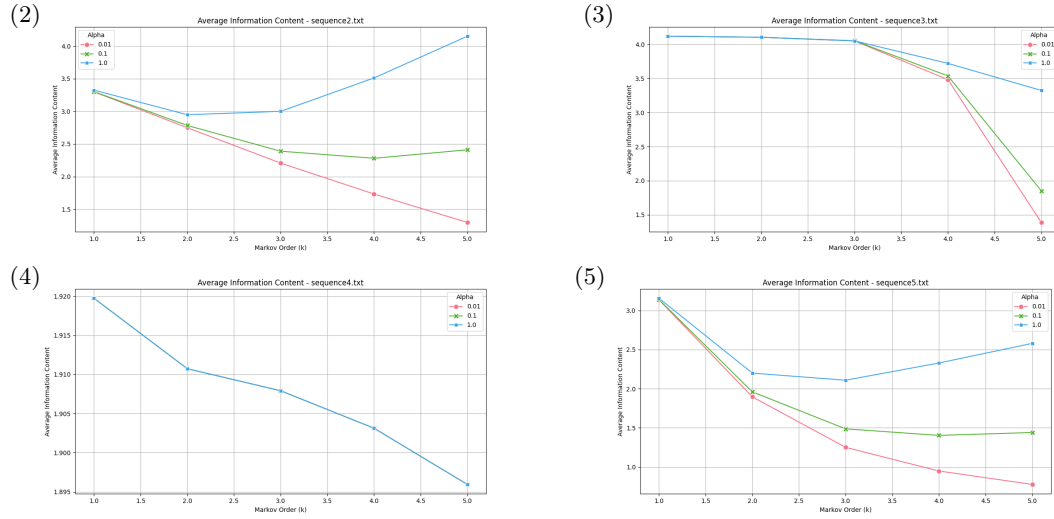 (2)
Average Information Content - sequence2.txt
Alpha
0.01
0.1
1.0
4.0
3.5
3.0
2.5
2.0
1.5
Average Information Content
1.0 1.5 2.0 2.5 3.0 3.5 4.0 4.5 5.0
Markov Order (k)
(3)
Average Information Content - sequence3.txt
Alpha
0.01
0.1
1.0
4.0
3.5
3.0
2.5
2.0
1.5
Average Information Content
1.0 1.5 2.0 2.5 3.0 3.5 4.0 4.5 5.0
Markov Order (k)
(4)
Average Information Content - sequence4.txt
Alpha
0.01
0.1
1.0
1.920
1.915
1.910
1.905
1.900
1.895
Average Information Content
1.0 1.5 2.0 2.5 3.0 3.5 4.0 4.5 5.0
Markov Order (k)
(5)
Average Information Content - sequence5.txt
Alpha
0.01
0.1
1.0
3.0
2.5
2.0
1.5
1.0
Average Information Content
1.0 1.5 2.0 2.5 3.0 3.5 4.0 4.5 5.0
Markov Order (k)